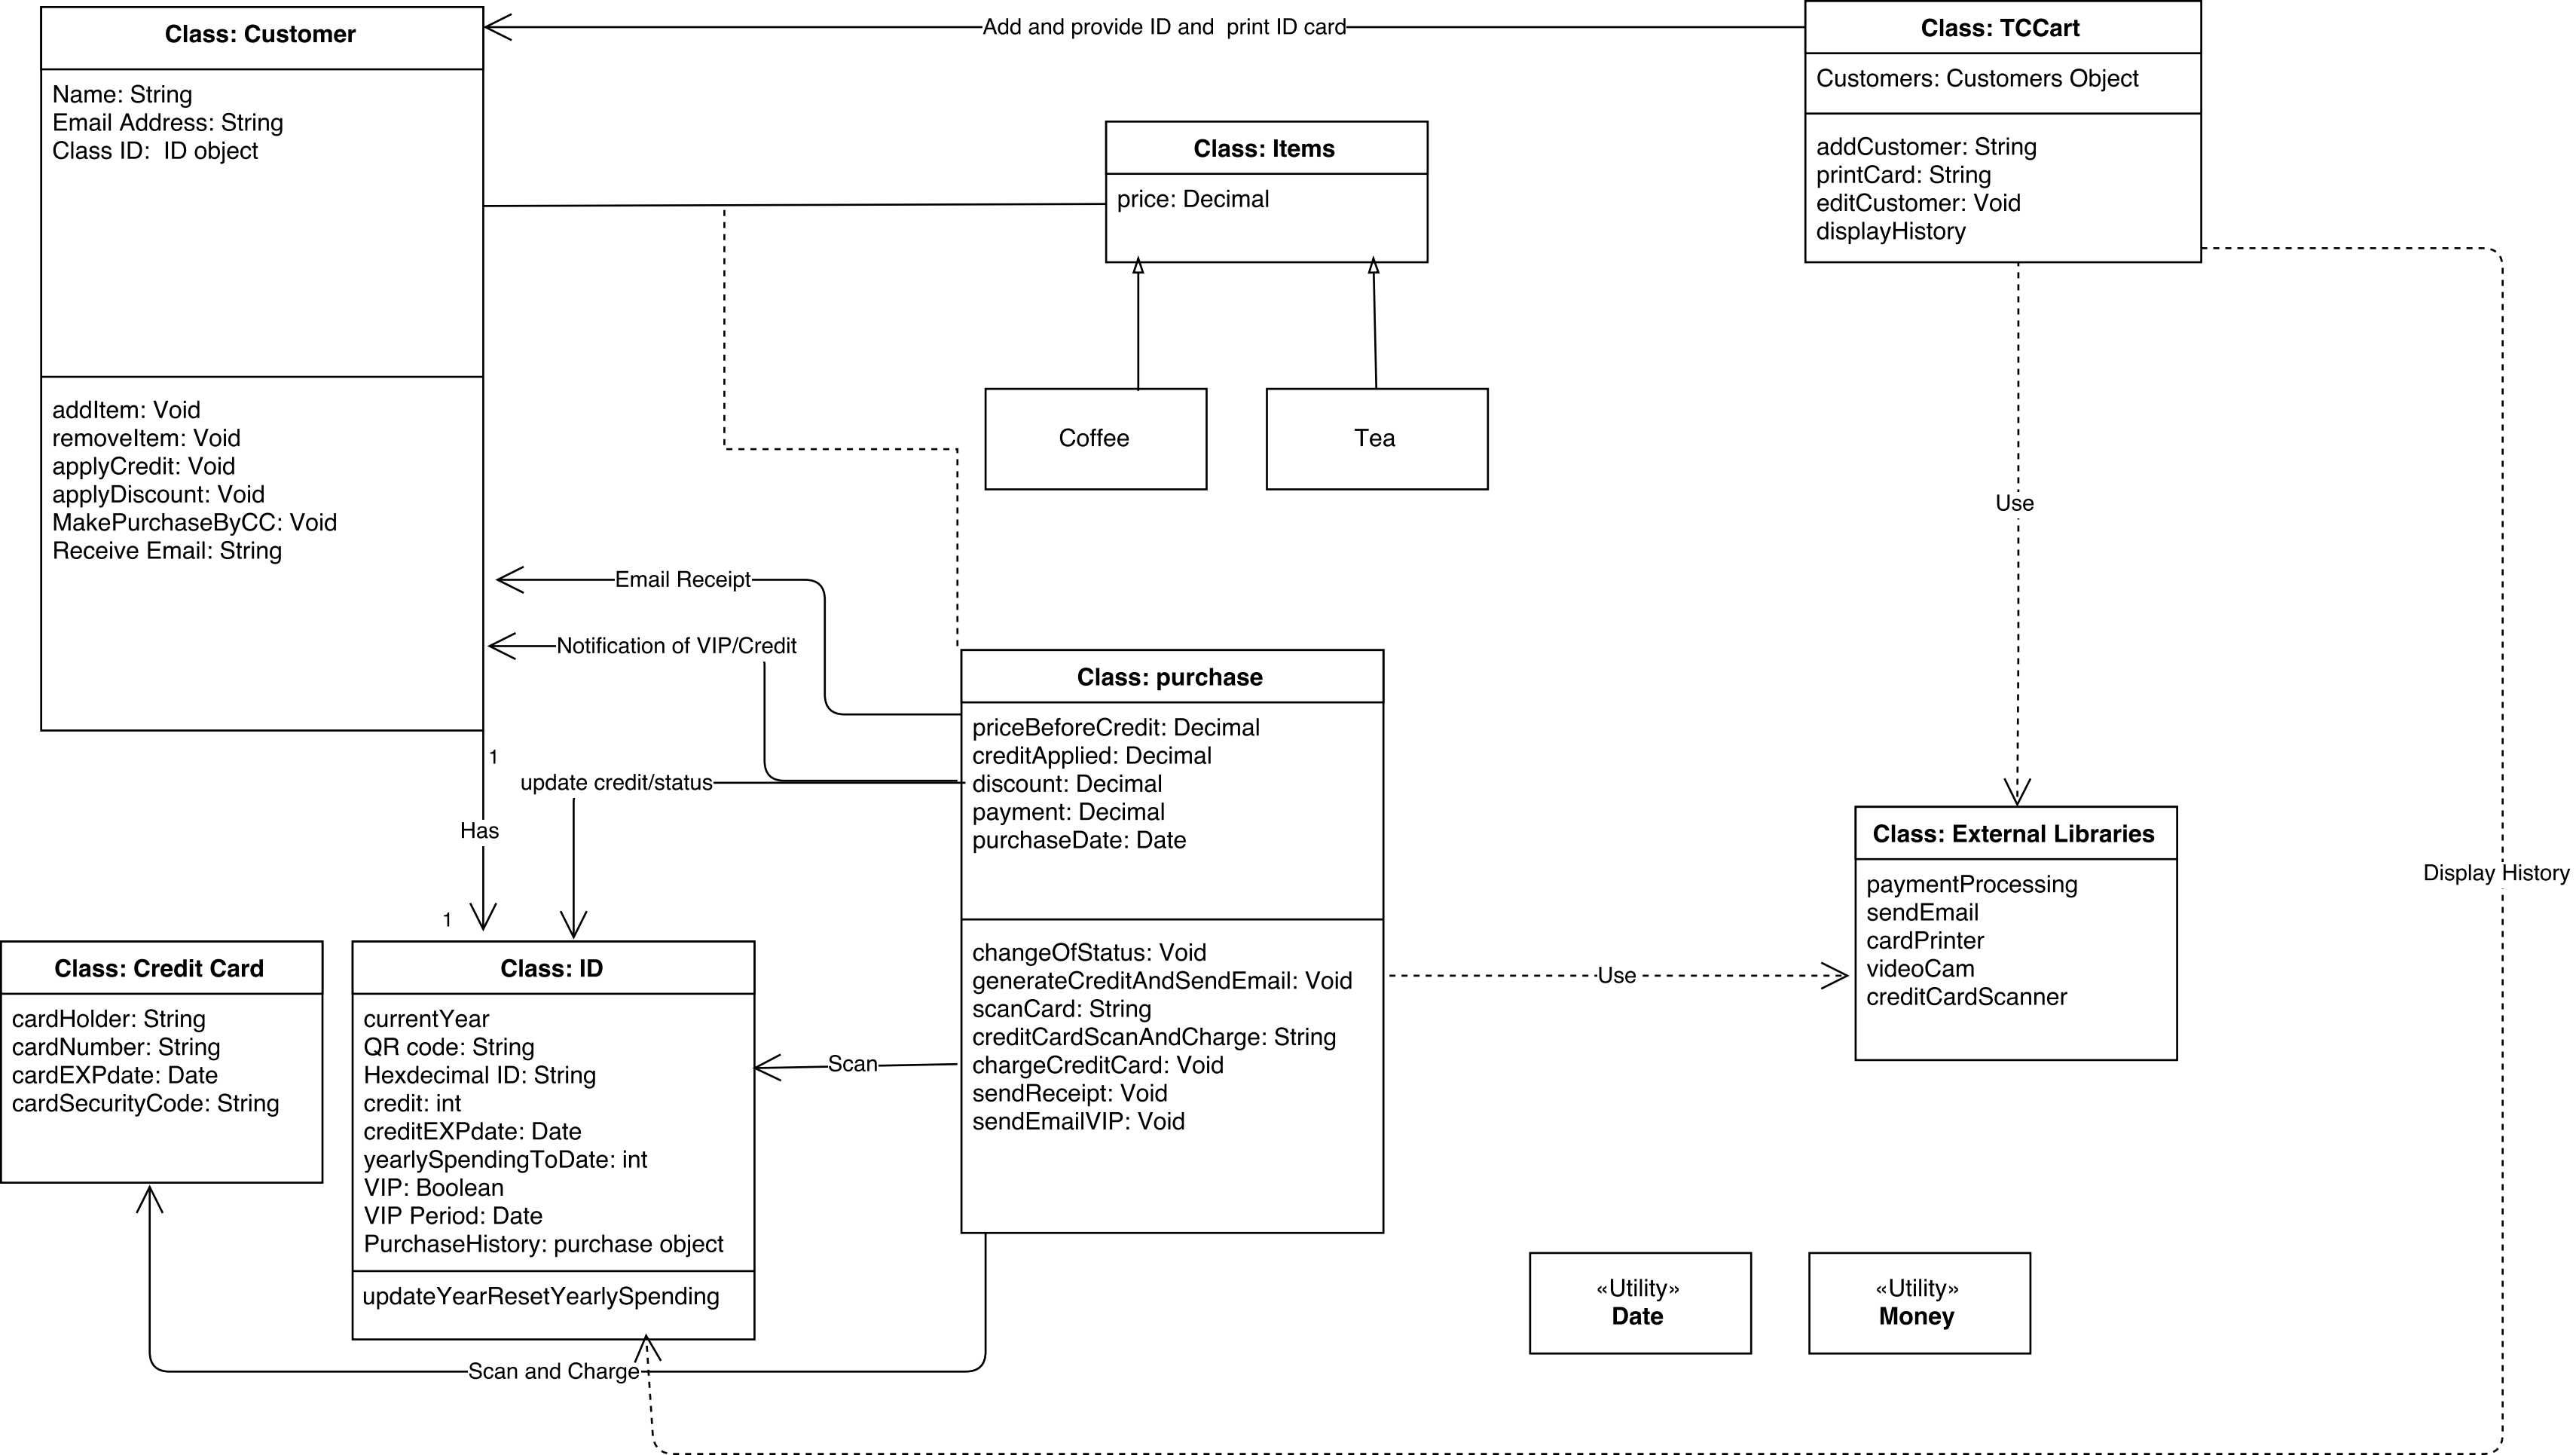 Class: Customer
Name: String
Email Address: String
Class ID:  ID object
addItem: Void
removeItem: Void
applyCredit: Void
applyDiscount: Void
MakePurchaseByCC: Void
Receive Email: String
Add and provide ID and  print ID card
Class: TCCart
Customers: Customers Object
addCustomer: String
printCard: String
editCustomer: Void
displayHistory
Class: Items
price: Decimal
Coffee
Tea
Use
Email Receipt
Notification of VIP/Credit
update credit/status
1
Has
1
Class: purchase
priceBeforeCredit: Decimal
creditApplied: Decimal
discount: Decimal
payment: Decimal
purchaseDate: Date
changeOfStatus: Void
generateCreditAndSendEmail: Void
scanCard: String
creditCardScanAndCharge: String
chargeCreditCard: Void
sendReceipt: Void
sendEmailVIP: Void
Class: External Libraries
paymentProcessing
sendEmail
cardPrinter
videoCam
creditCardScanner
Display History
Use
Scan
Class: Credit Card
cardHolder: String
cardNumber: String
cardEXPdate: Date
cardSecurityCode: String
Class: ID
currentYear
QR code: String
Hexdecimal ID: String
credit: int
creditEXPdate: Date
yearlySpendingToDate: int
VIP: Boolean
VIP Period: Date
PurchaseHistory: purchase object
updateYearResetYearlySpending
Scan and Charge
«Utility»
Date
«Utility»
Money